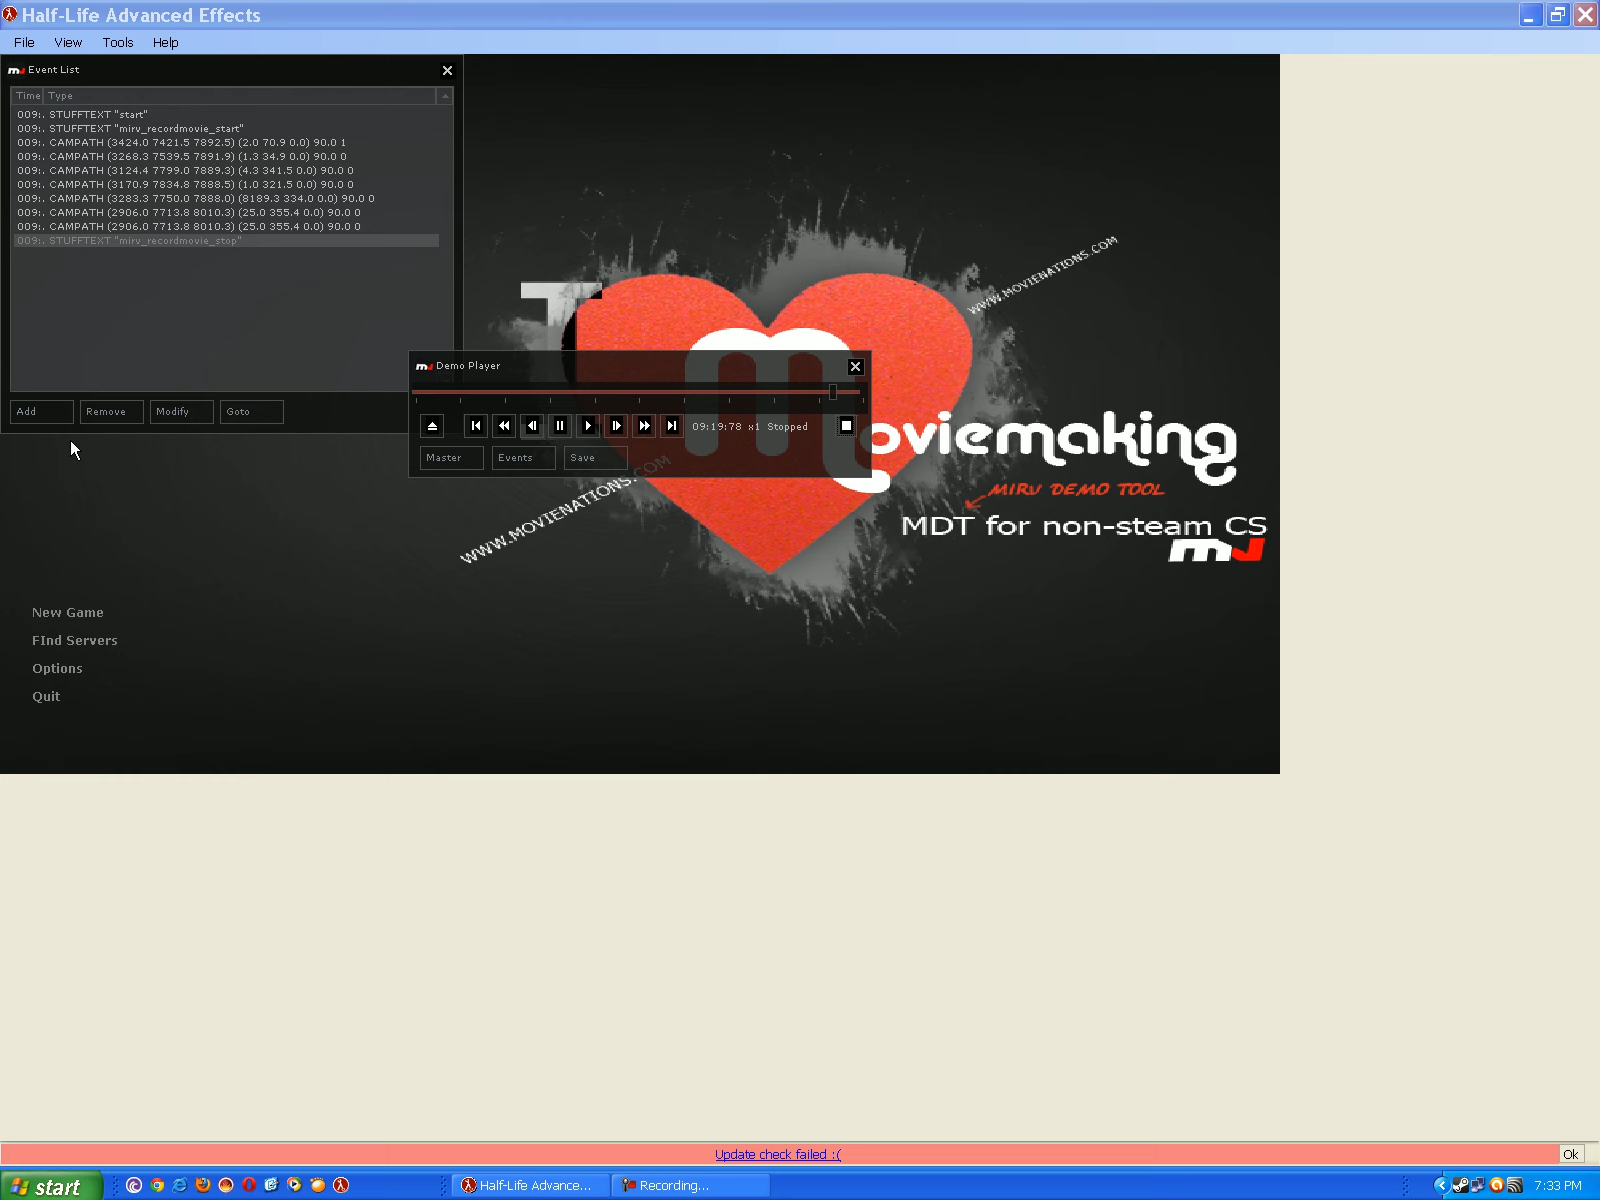 Half-Life Advanced Effects
File View Tools Help
mJ Event List
Time Type
009:. STUFFTEXT "start"
009:. STUFFTEXT "mirv_recordmovie_start"
009:. CAMPATH (3424.0 7421.5 7892.5) (2.0 70.9 0.0) 90.0 1
009:. CAMPATH (3268.3 7539.5 7891.9) (1.3 34.9 0.0) 90.0 0
009:. CAMPATH (3124.4 7799.0 7889.3) (4.3 341.5 0.0) 90.0 0
009:. CAMPATH (3170.9 7834.8 7888.5) (1.0 321.5 0.0) 90.0 0
009:. CAMPATH (3283.3 7750.0 7888.0) (8189.3 334.0 0.0) 90.0 0
009:. CAMPATH (2906.0 7713.8 8010.3) (25.0 355.4 0.0) 90.0 0
009:. CAMPATH (2906.0 7713.8 8010.3) (25.0 355.4 0.0) 90.0 0
009:. STUFFTEXT "mirv_recordmovie_stop"
Add Remove Modify Goto
WWW.MOVIENATIONS.COM
I
mJ Demo Player
09:19:78 x1 Stopped
Master Events Save
WWW.MOVIENATIONS.COM
moviemaking
MIRV DEMO TOOL
MDT for non-steam CS
mJ
New Game
FInd Servers
Options
Quit
Update check failed :(
Ok
start
Half-Life Advance...
Recording...
7:33 PM